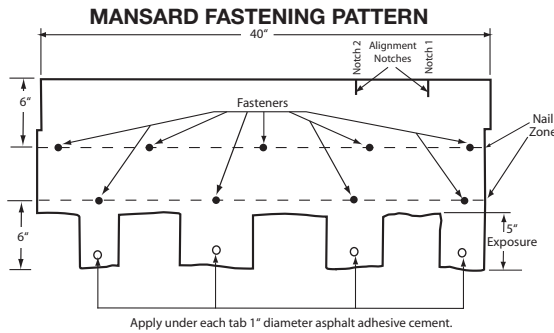 MANSARD FASTENING PATTERN
40"
Notch 2
Alignment
Notches
Notch 1
6"
Fasteners
Nail
Zone
6"
5"
Exposure
Apply under each tab 1" diameter asphalt adhesive cement.